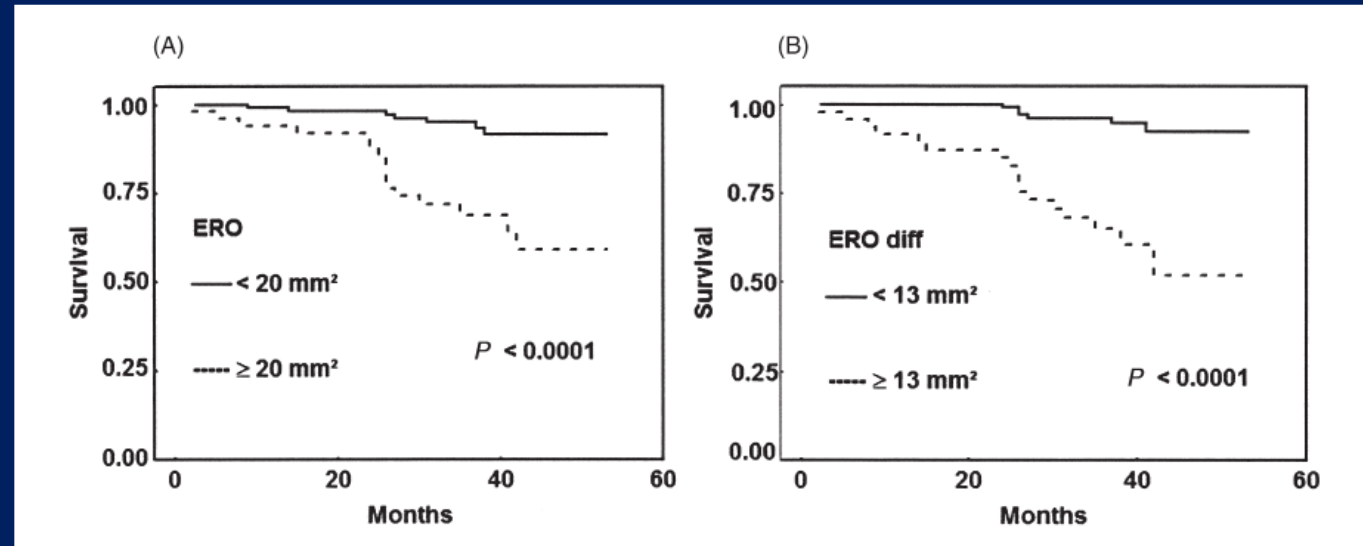 (A)
1.00
0.75
0.50
0.25
0.00
Survival
ERO
< 20 mm²
≥ 20 mm²
P < 0.0001
0 20 40 60
Months
(B)
1.00
0.75
0.50
0.25
0.00
Survival
ERO diff
< 13 mm²
≥ 13 mm²
P < 0.0001
0 20 40 60
Months